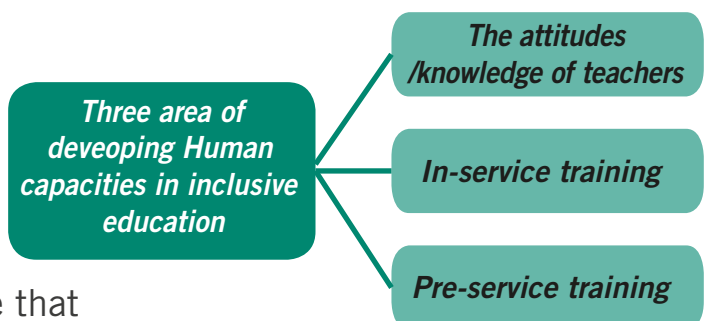 Three area of
deveoping Human
capacities in inclusive
education
The attitudes
/knowledge of teachers
In-service training
Pre-service training
e that